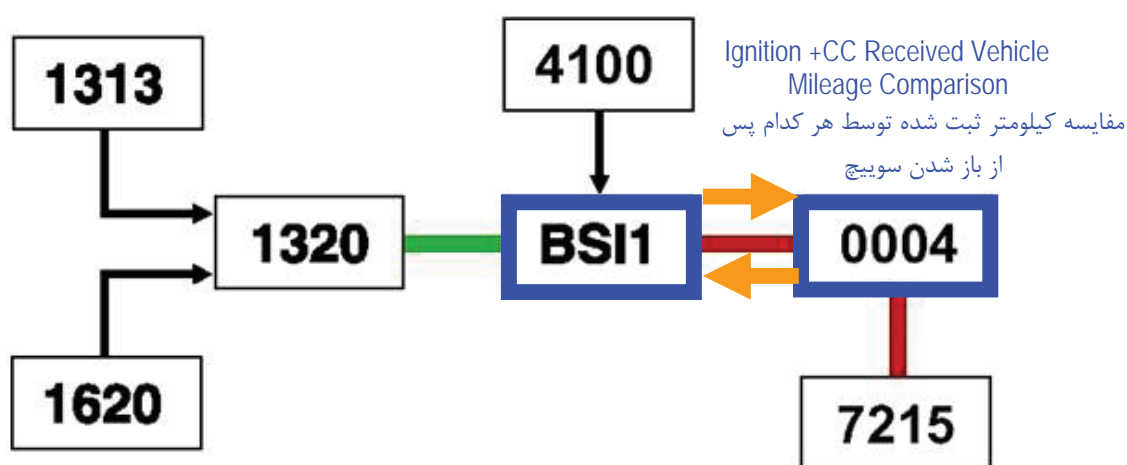 1313
4100
Ignition +CC Received Vehicle
Mileage Comparison
مفایسه کیلومتر ثبت شده توسط هر کدام پس
از باز شدن سوییچ
1320
BSI1
0004
1620
7215